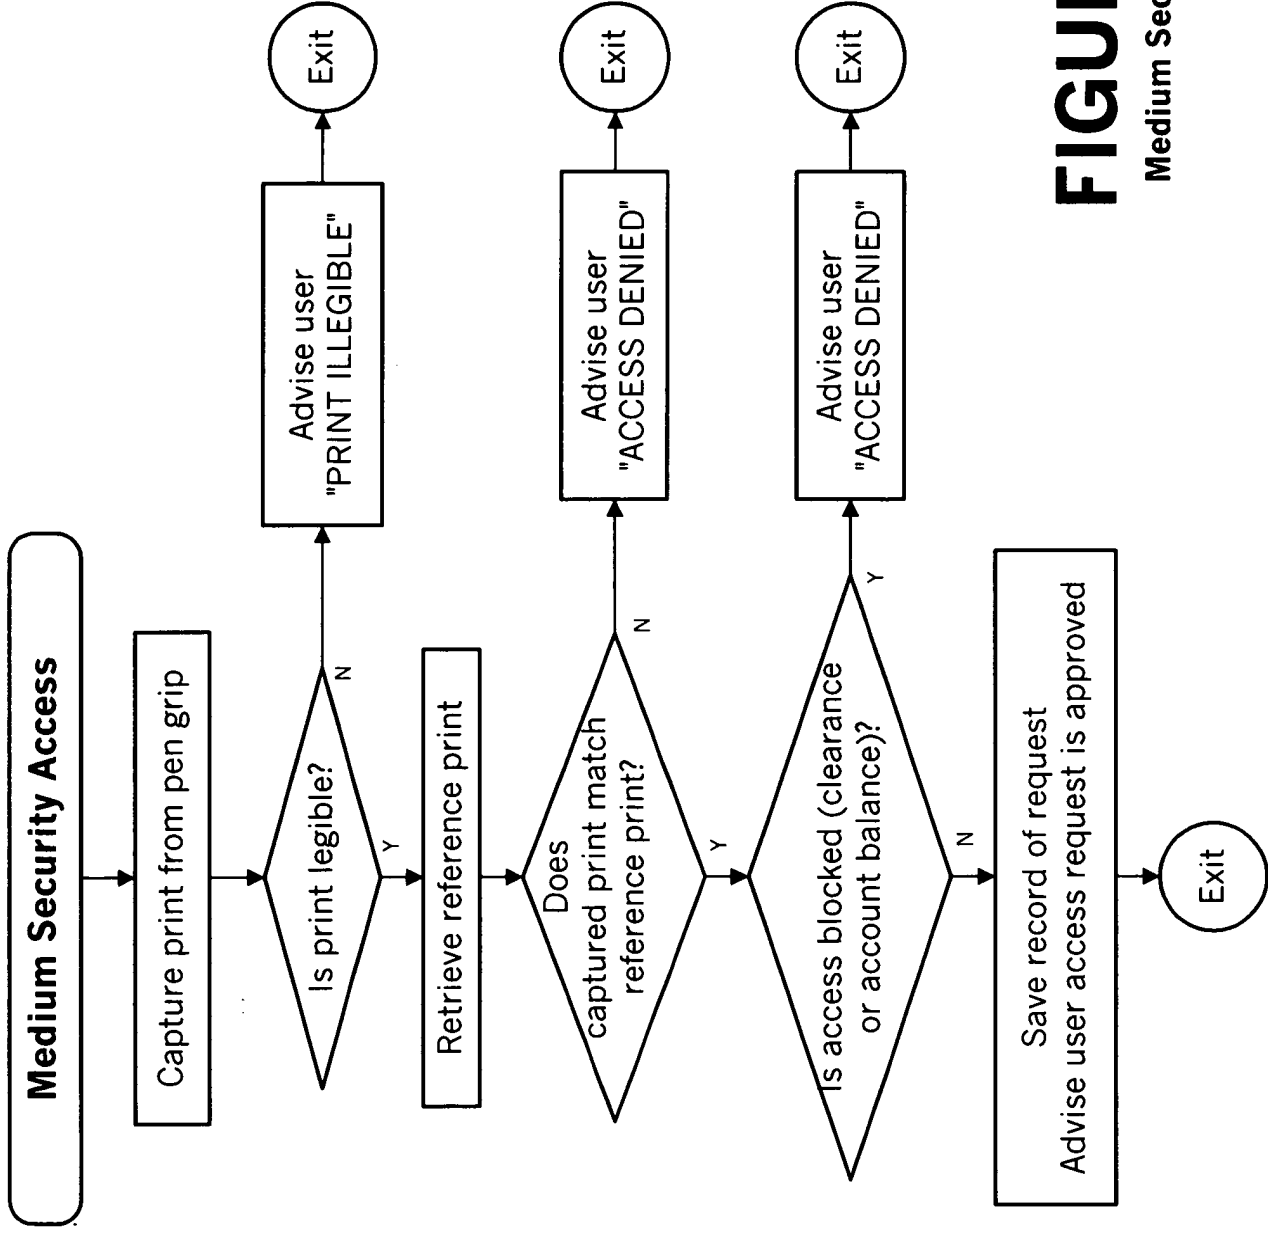 Medium Security Access
Capture print from pen grip
Is print legible?
N
Advise user
"PRINT ILLEGIBLE"
Exit
Y
Retrieve reference print
Does
captured print match
reference print?
N
Advise user
"ACCESS DENIED"
Exit
Y
Is access blocked (clearance
or account balance)?
Y
Advise user
"ACCESS DENIED"
Exit
N
Save record of request
Advise user access request is approved
Exit
Medium